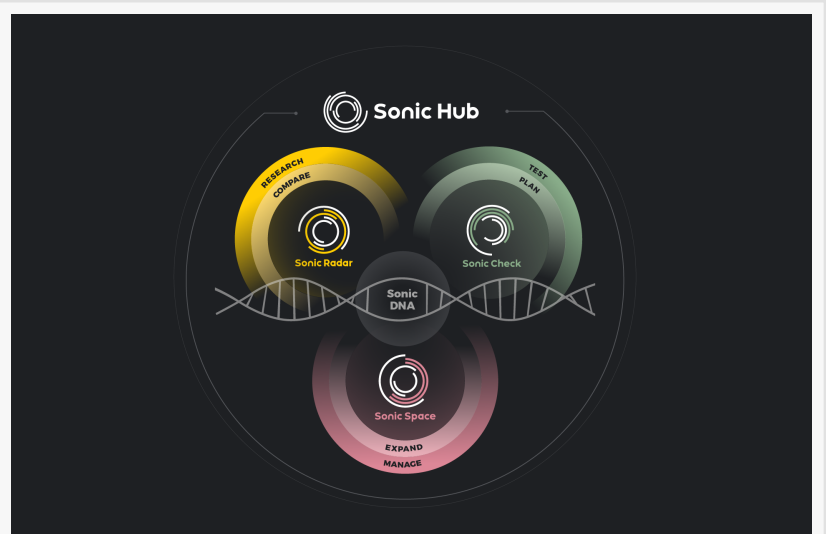 Sonic Hub
RESEARCH
COMPARE
Sonic Radar
TEST
PLAN
Sonic Check
Sonic
DNA
Sonic Space
EXPAND
MANAGE